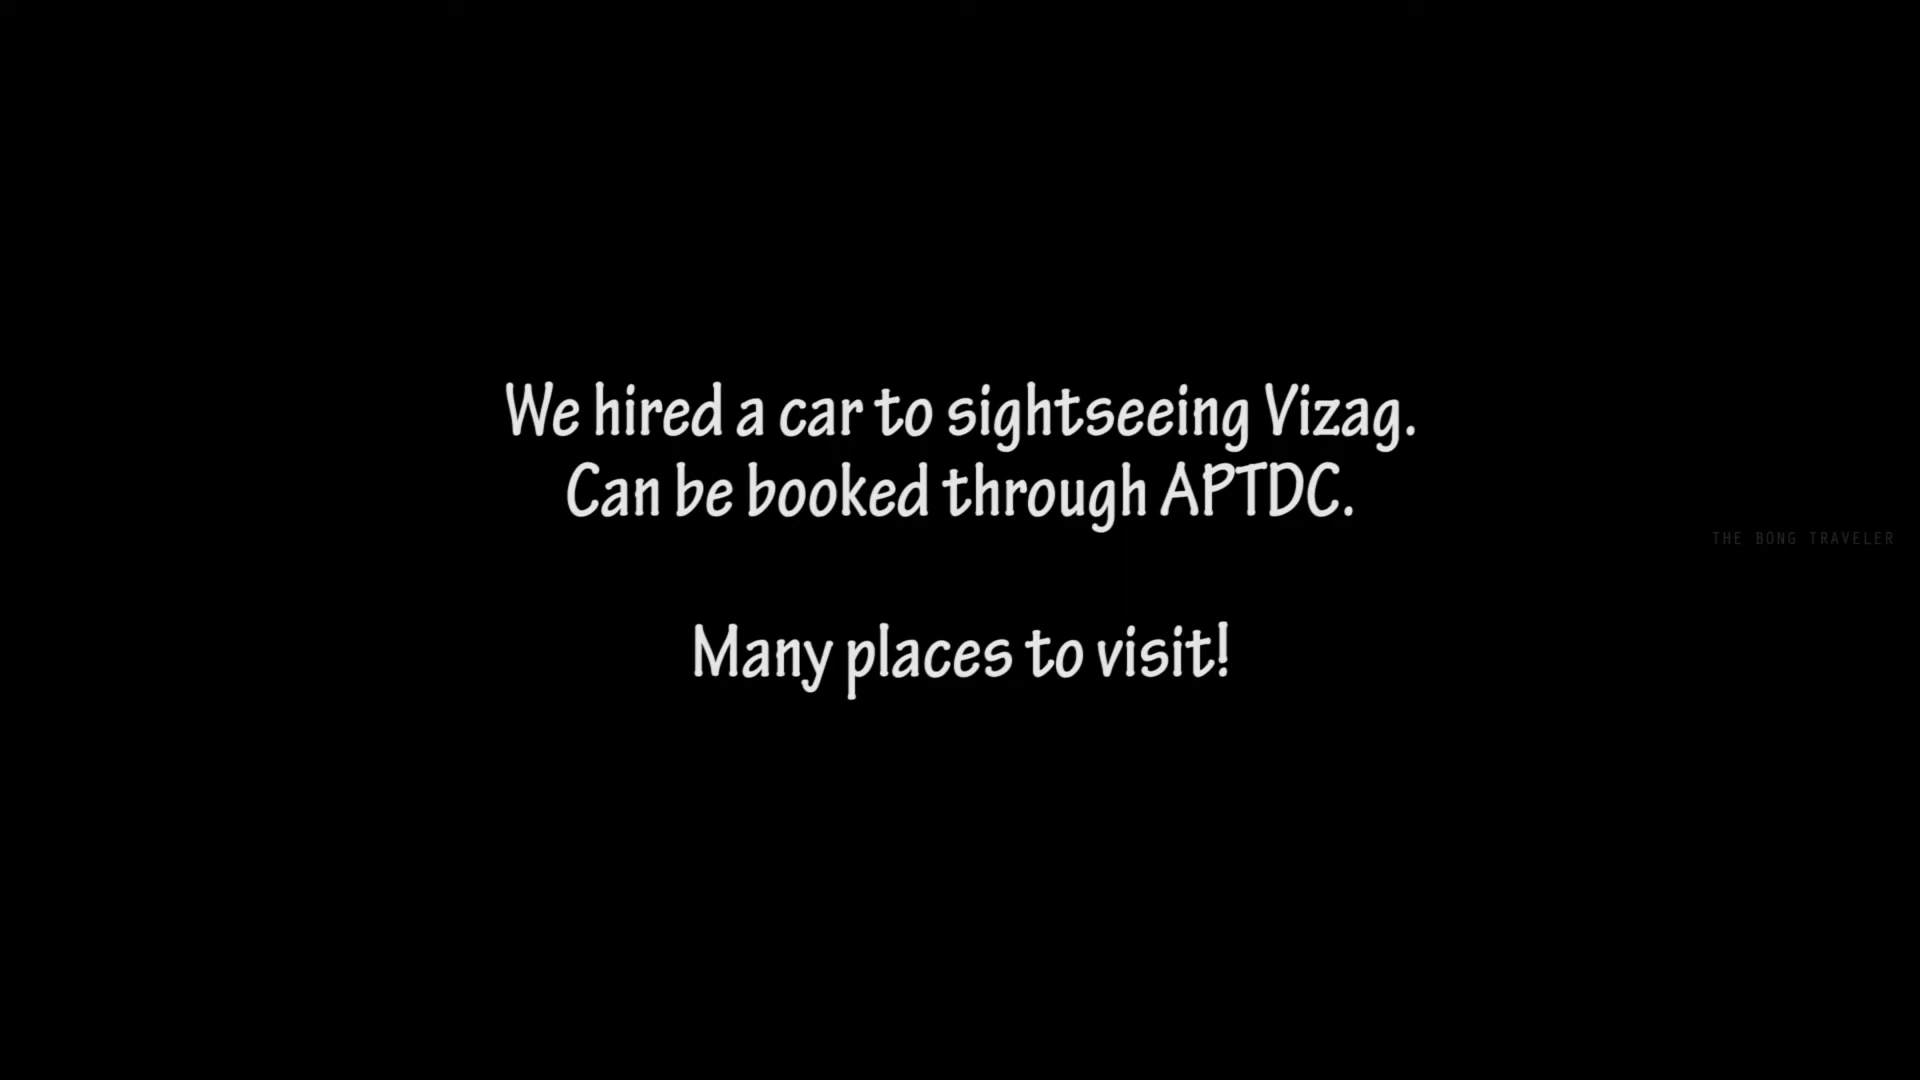 We hired a car to sightseeing Vizag.
Can be booked through APTDC.
THE BONG TRAVELER
Many places to visit!